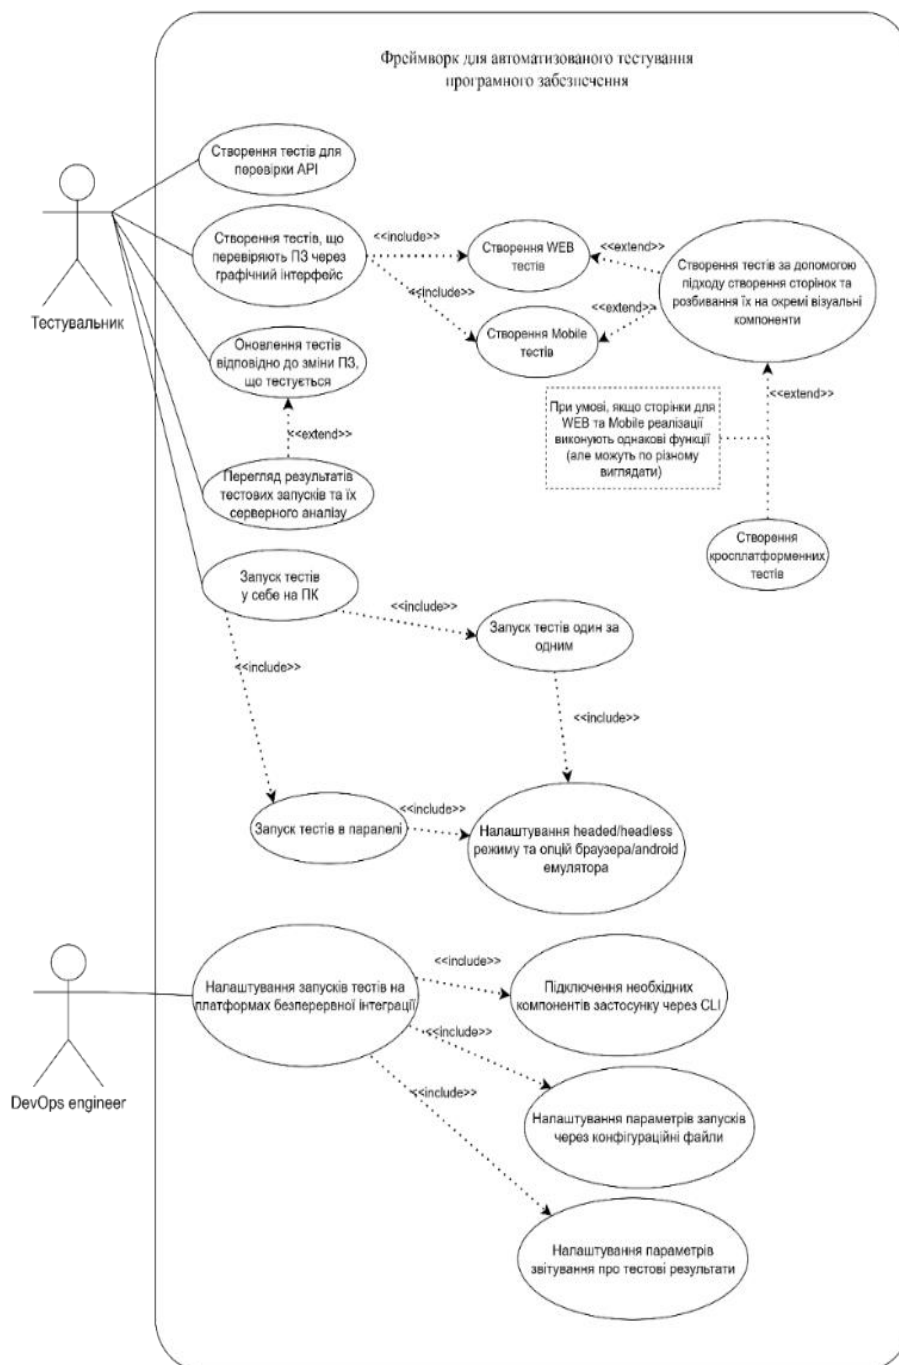 Фреймворк для автоматизованого тестування
програмного забезпечення
Створення тестів для
перевірки API
Тестувальник
Створення тестів, що
перевіряють ПЗ через
графічний інтерфейс
<<include>>
<<include>>
Створення WEB
тестів
Створення Mobile
тестів
<<extend>>
<<extend>>
Створення тестів за допомогою
підходу створення сторінок та
розбивання їх на окремі візуальні
компоненти
Оновлення тестів
відповідно до зміни ПЗ,
що тестується
<<extend>>
Перегляд результатів
тестових запусків та їх
серверного аналізу
При умові, якщо сторінки для
WEB та Mobile реалізації
виконують однакові функції
(але можуть по різному
виглядати)
<<extend>>
Створення
кросплатформенних
тестів
Запуск тестів
у себе на ПК
<<include>>
Запуск тестів один за
одним
<<include>>
<<include>>
Запуск тестів в паралелі
<<include>>
Налаштування headed/headless
режиму та опцій браузера/android
емулятора
DevOps engineer
Налаштування запусків тестів на
платформах безперервної інтеграції
<<include>>
Підключення необхідних
компонентів застосунку через CLI
<<include>>
Налаштування параметрів запусків
через конфігураційні файли
<<include>>
Налаштування параметрів
звітування про тестові результати